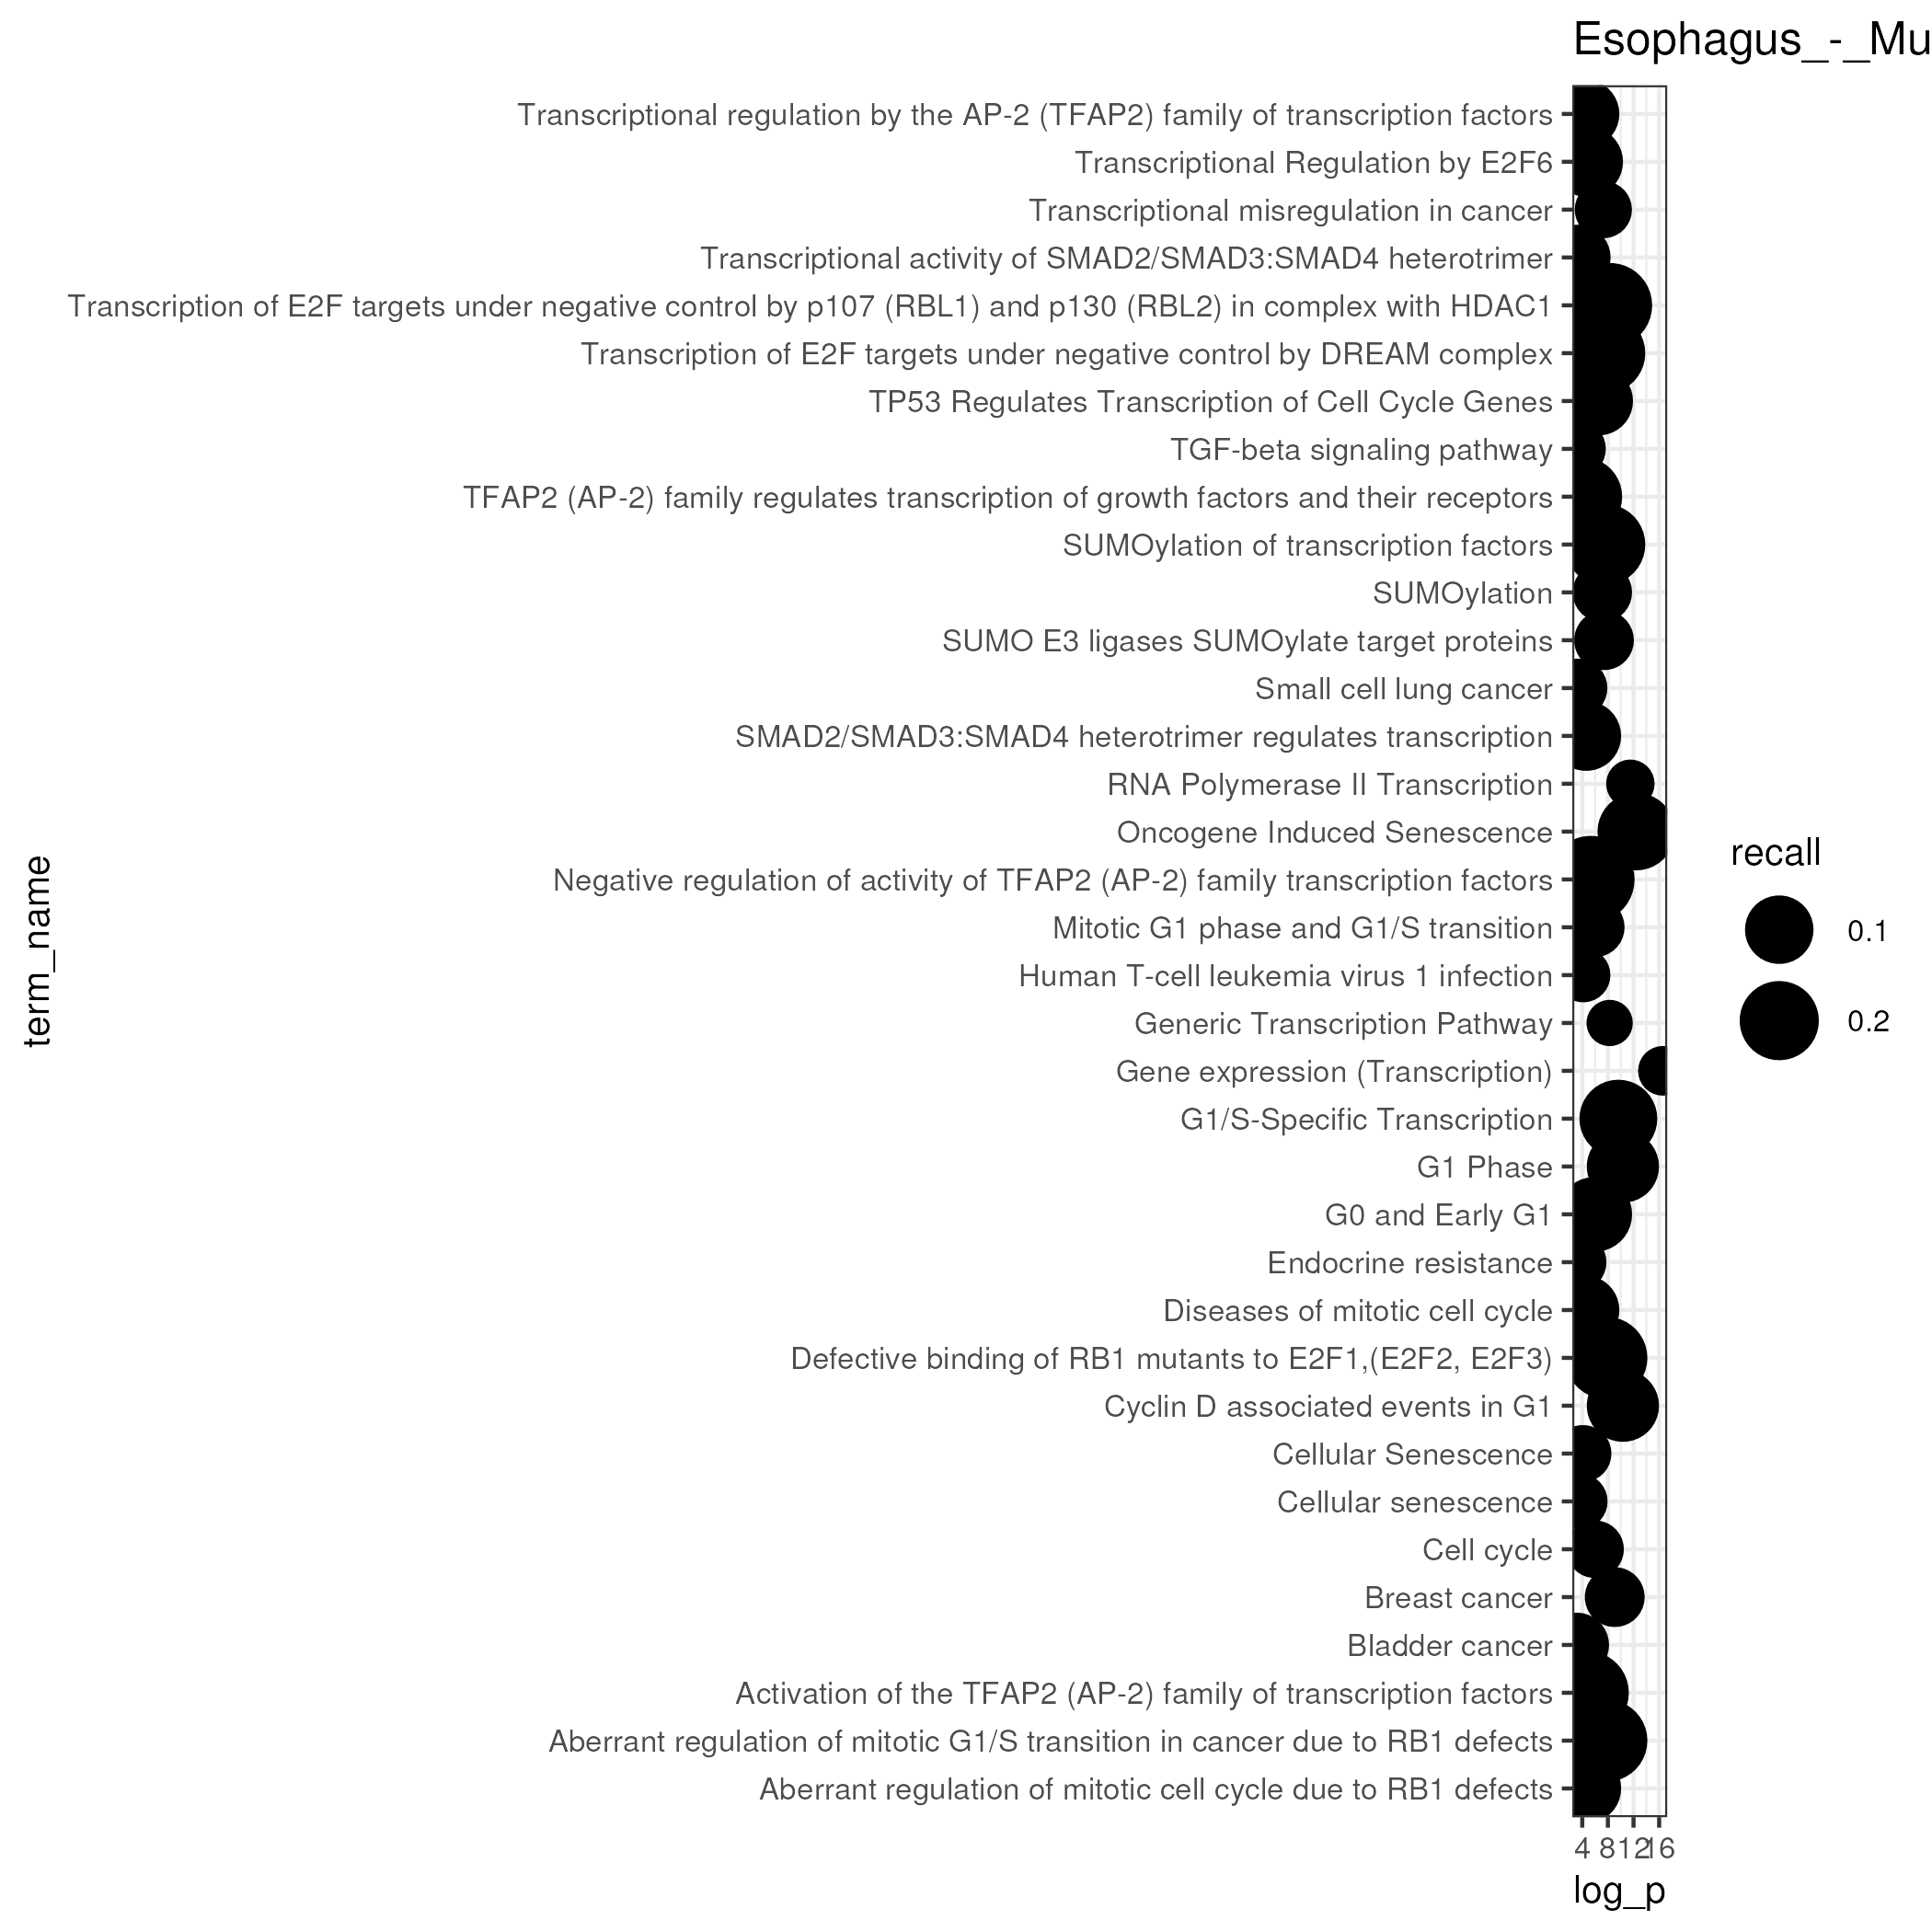 Esophagus_-_Mu
Transcriptional regulation by the AP-2 (TFAP2) family of transcription factors
Transcriptional Regulation by E2F6
Transcriptional misregulation in cancer
Transcriptional activity of SMAD2/SMAD3:SMAD4 heterotrimer
Transcription of E2F targets under negative control by p107 (RBL1) and p130 (RBL2) in complex with HDAC1
Transcription of E2F targets under negative control by DREAM complex
TP53 Regulates Transcription of Cell Cycle Genes
TGF-beta signaling pathway
TFAP2 (AP-2) family regulates transcription of growth factors and their receptors
SUMOylation of transcription factors
SUMOylation
SUMO E3 ligases SUMOylate target proteins
Small cell lung cancer
SMAD2/SMAD3:SMAD4 heterotrimer regulates transcription
RNA Polymerase II Transcription
Oncogene Induced Senescence
Negative regulation of activity of TFAP2 (AP-2) family transcription factors
Mitotic G1 phase and G1/S transition
Human T-cell leukemia virus 1 infection
Generic Transcription Pathway
Gene expression (Transcription)
G1/S-Specific Transcription
G1 Phase
G0 and Early G1
Endocrine resistance
Diseases of mitotic cell cycle
Defective binding of RB1 mutants to E2F1,(E2F2, E2F3)
Cyclin D associated events in G1
Cellular Senescence
Cellular senescence
Cell cycle
Breast cancer
Bladder cancer
Activation of the TFAP2 (AP-2) family of transcription factors
Aberrant regulation of mitotic G1/S transition in cancer due to RB1 defects
Aberrant regulation of mitotic cell cycle due to RB1 defects
term_name
4 8 12 16
log_p
recall
0.1
0.2